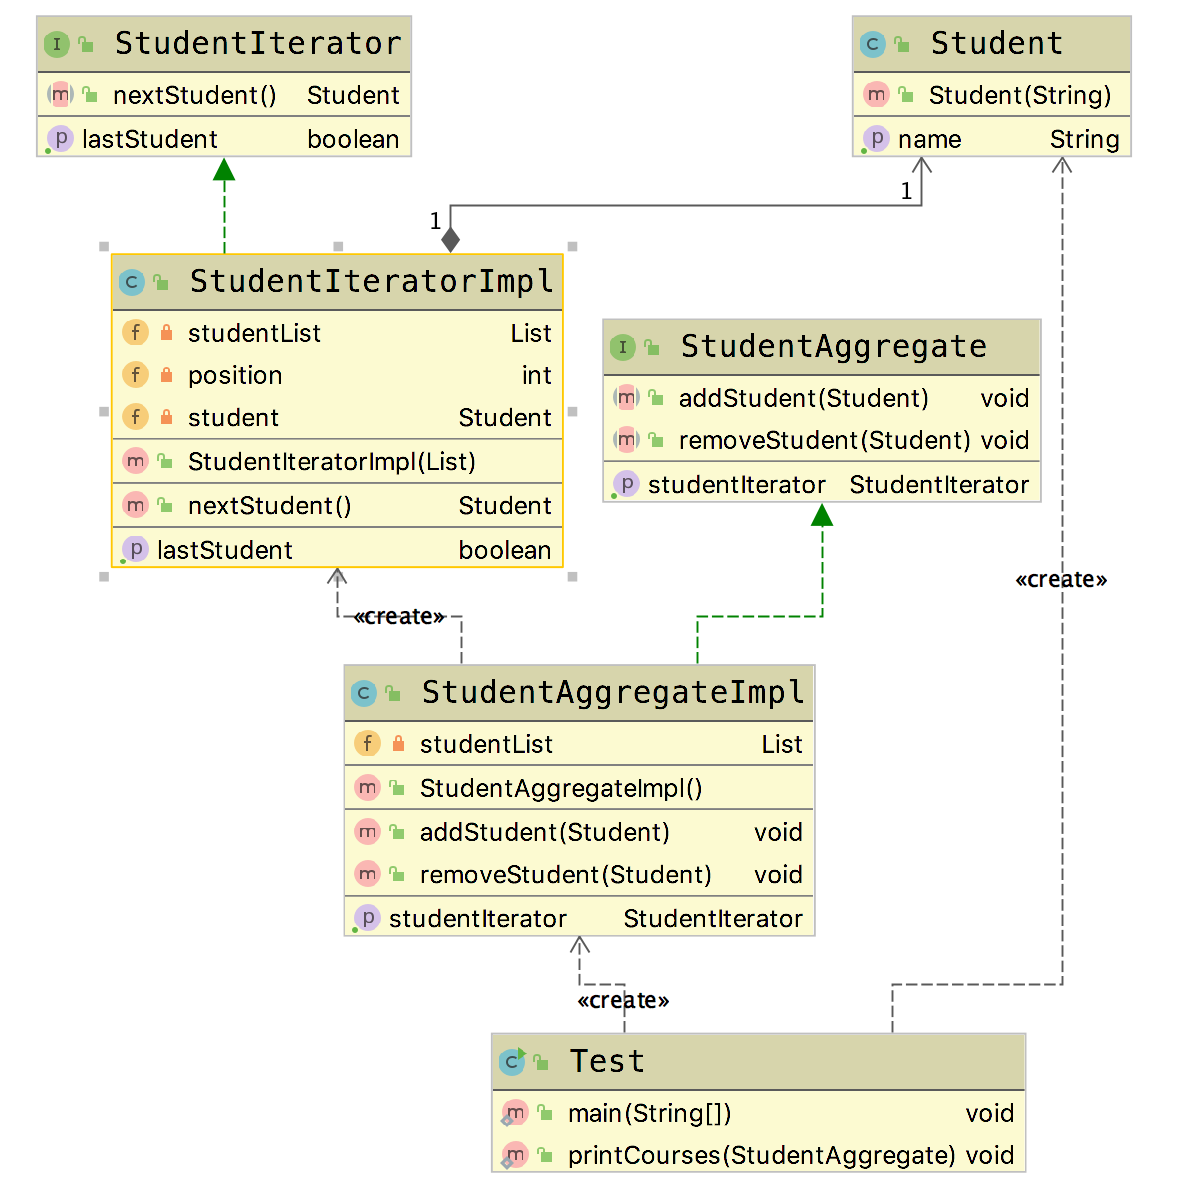 StudentIterator
nextStudent() Student
lastStudent boolean
Student
Student(String)
name String
1
1
StudentIteratorImpl
studentList List
position int
student Student
StudentIteratorImpl(List)
nextStudent() Student
lastStudent boolean
StudentAggregate
addStudent(Student) void
removeStudent(Student) void
studentIterator StudentIterator
«create»
«create»
StudentAggregateImpl
studentList List
StudentAggregateImpl()
addStudent(Student) void
removeStudent(Student) void
studentIterator StudentIterator
«create»
Test
main(String[]) void
printCourses(StudentAggregate) void